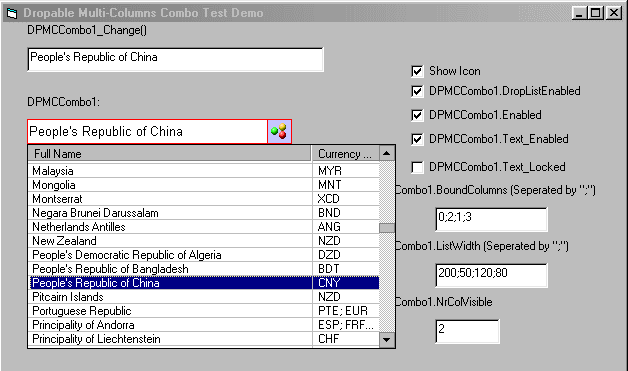 Dropable Multi-Columns Combo Test Demo
DPMCCombo1_Change()
People's Republic of China
DPMCCombo1:
People's Republic of China
Full Name Currency ...
Malaysia MYR
Mongolia MNT
Montserrat XCD
Negara Brunei Darussalam BND
Netherlands Antilles ANG
New Zealand NZD
People's Democratic Republic of Algeria DZD
People's Republic of Bangladesh BDT
People's Republic of China CNY
Pitcairn Islands NZD
Portuguese Republic PTE; EUR
Principality of Andorra ESP; FRF...
Principality of Liechtenstein CHF
Show Icon
DPMCCombo1.DropListEnabled
DPMCCombo1.Enabled
DPMCCombo1.Text_Enabled
DPMCCombo1.Text_Locked
Combo1.BoundColumns (Seperated by ";")
0;2;1;3
Combo1.ListWidth (Seperated by ";")
200;50;120;80
Combo1.NrColVisible
2